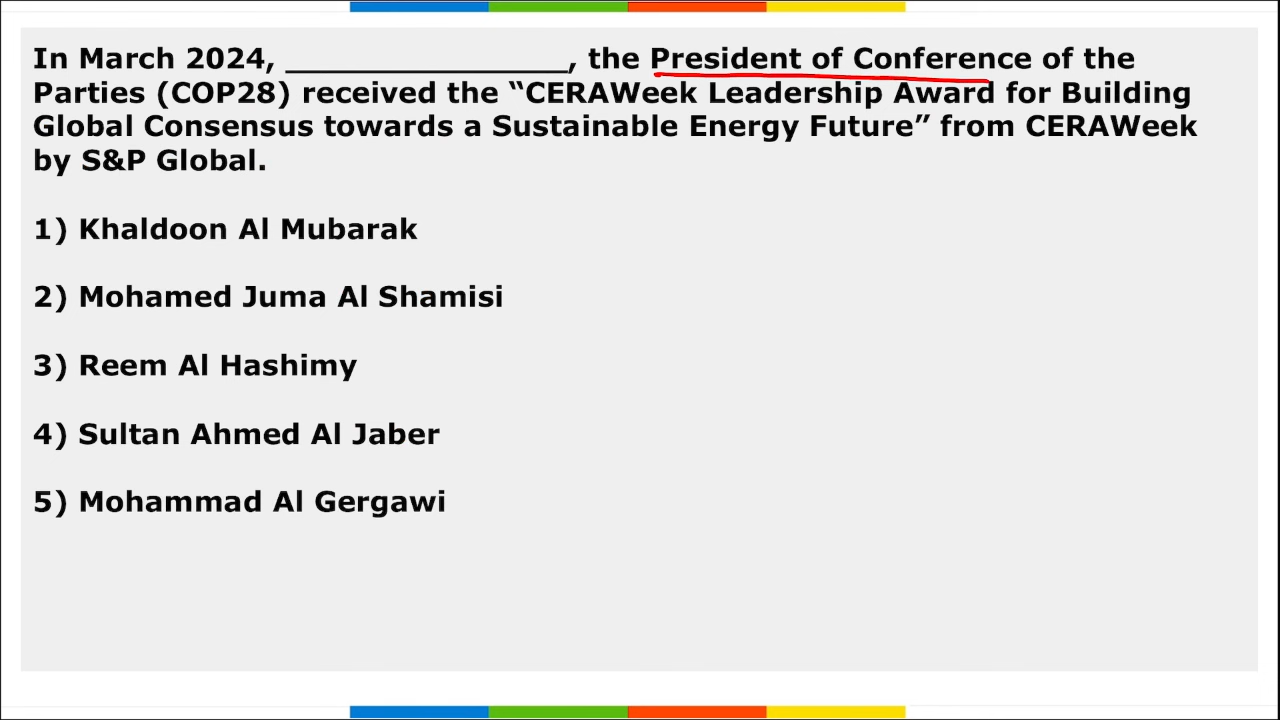 In March 2024, ________________, the President of Conference of the
Parties (COP28) received the “CERAWeek Leadership Award for Building
Global Consensus towards a Sustainable Energy Future” from CERAWeek
by S&P Global.
1) Khaldoon Al Mubarak
2) Mohamed Juma Al Shamisi
3) Reem Al Hashimy
4) Sultan Ahmed Al Jaber
5) Mohammad Al Gergawi